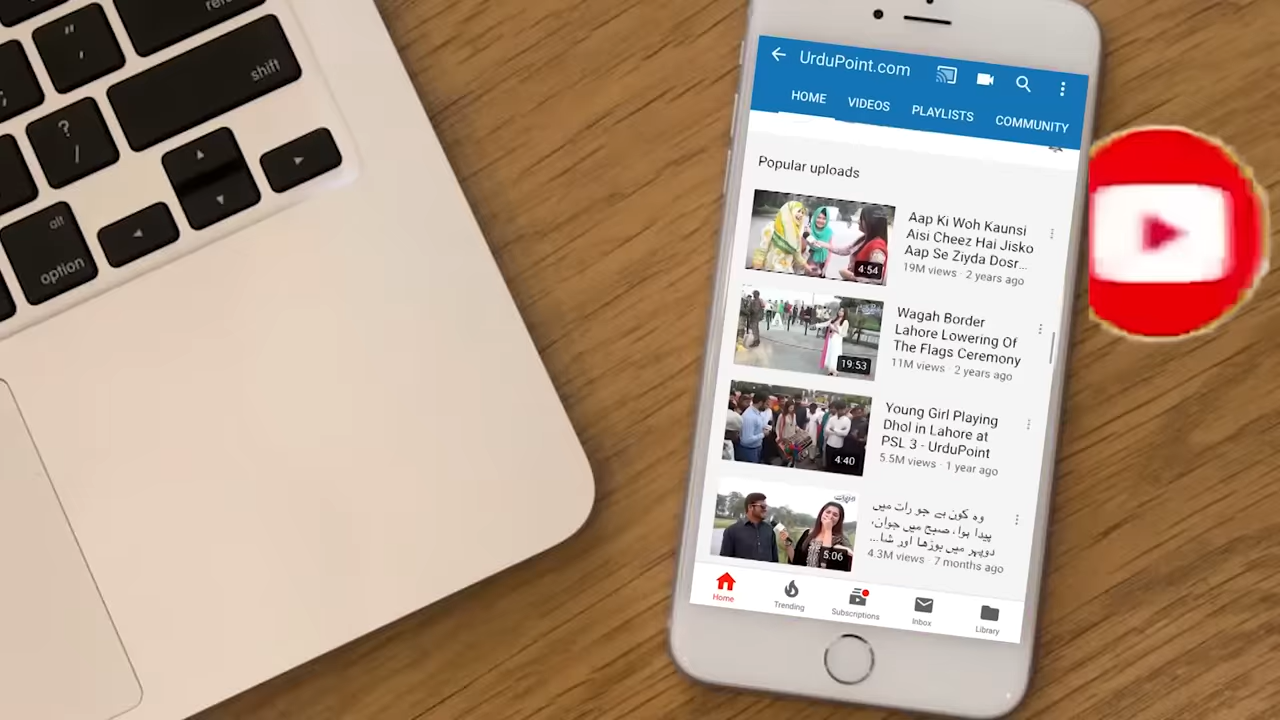 refe
"
,
shift
;
?
/
alt
option
UrduPoint.com
HOME VIDEOS PLAYLISTS COMMUNITY
Popular uploads
4:54
Aap Ki Woh Kaunsi
Aisi Cheez Hai Jisko
Aap Se Ziyda Dosr...
19M views · 2 years ago
19:53
Wagah Border
Lahore Lowering Of
The Flags Ceremony
11M views · 2 years ago
4:40
Young Girl Playing
Dhol in Lahore at
PSL 3 - UrduPoint
5.5M views · 1 year ago
5:06
وہ کون ہے جو رات میں
پیدا ہوا، صبح میں جوان،
دوپہر میں بوڑھا اور شا...
4.3M views · 7 months ago
Home Trending Subscriptions Inbox Library